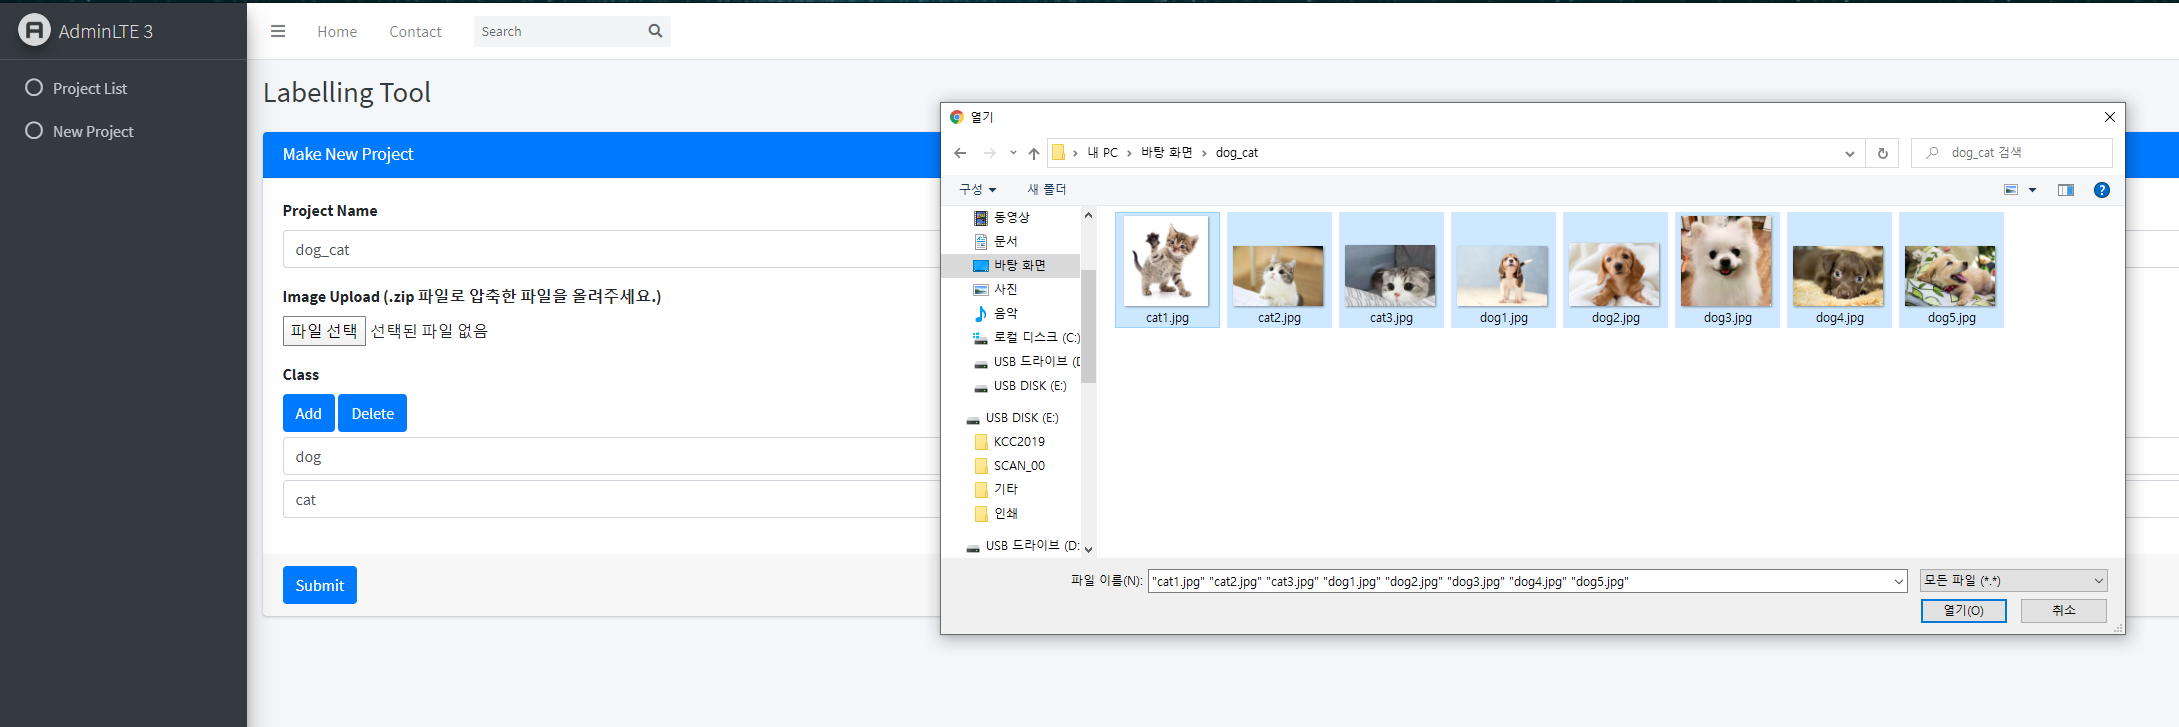 AdminLTE 3
Project List
New Project
Home
Contact
Search
Labelling Tool
Make New Project
Project Name
dog_cat
Image Upload (.zip 파일로 압축한 파일을 올려주세요.)
파일 선택 선택된 파일 없음
Class
Add
Delete
dog
cat
Submit
열기
내 PC
바탕 화면
dog_cat
dog_cat 검색
구성
새 폴더
동영상
문서
바탕 화면
사진
음악
로컬 디스크 (C:)
USB 드라이브 (D
USB DISK (E:)
USB DISK (E:)
KCC2019
SCAN_00
기타
인쇄
USB 드라이브 (D:
cat1.jpg
cat2.jpg
cat3.jpg
dog1.jpg
dog2.jpg
dog3.jpg
dog4.jpg
dog5.jpg
파일 이름(N):
"cat1.jpg" "cat2.jpg" "cat3.jpg" "dog1.jpg" "dog2.jpg" "dog3.jpg" "dog4.jpg" "dog5.jpg"
모든 파일 (*.*)
열기(O)
취소